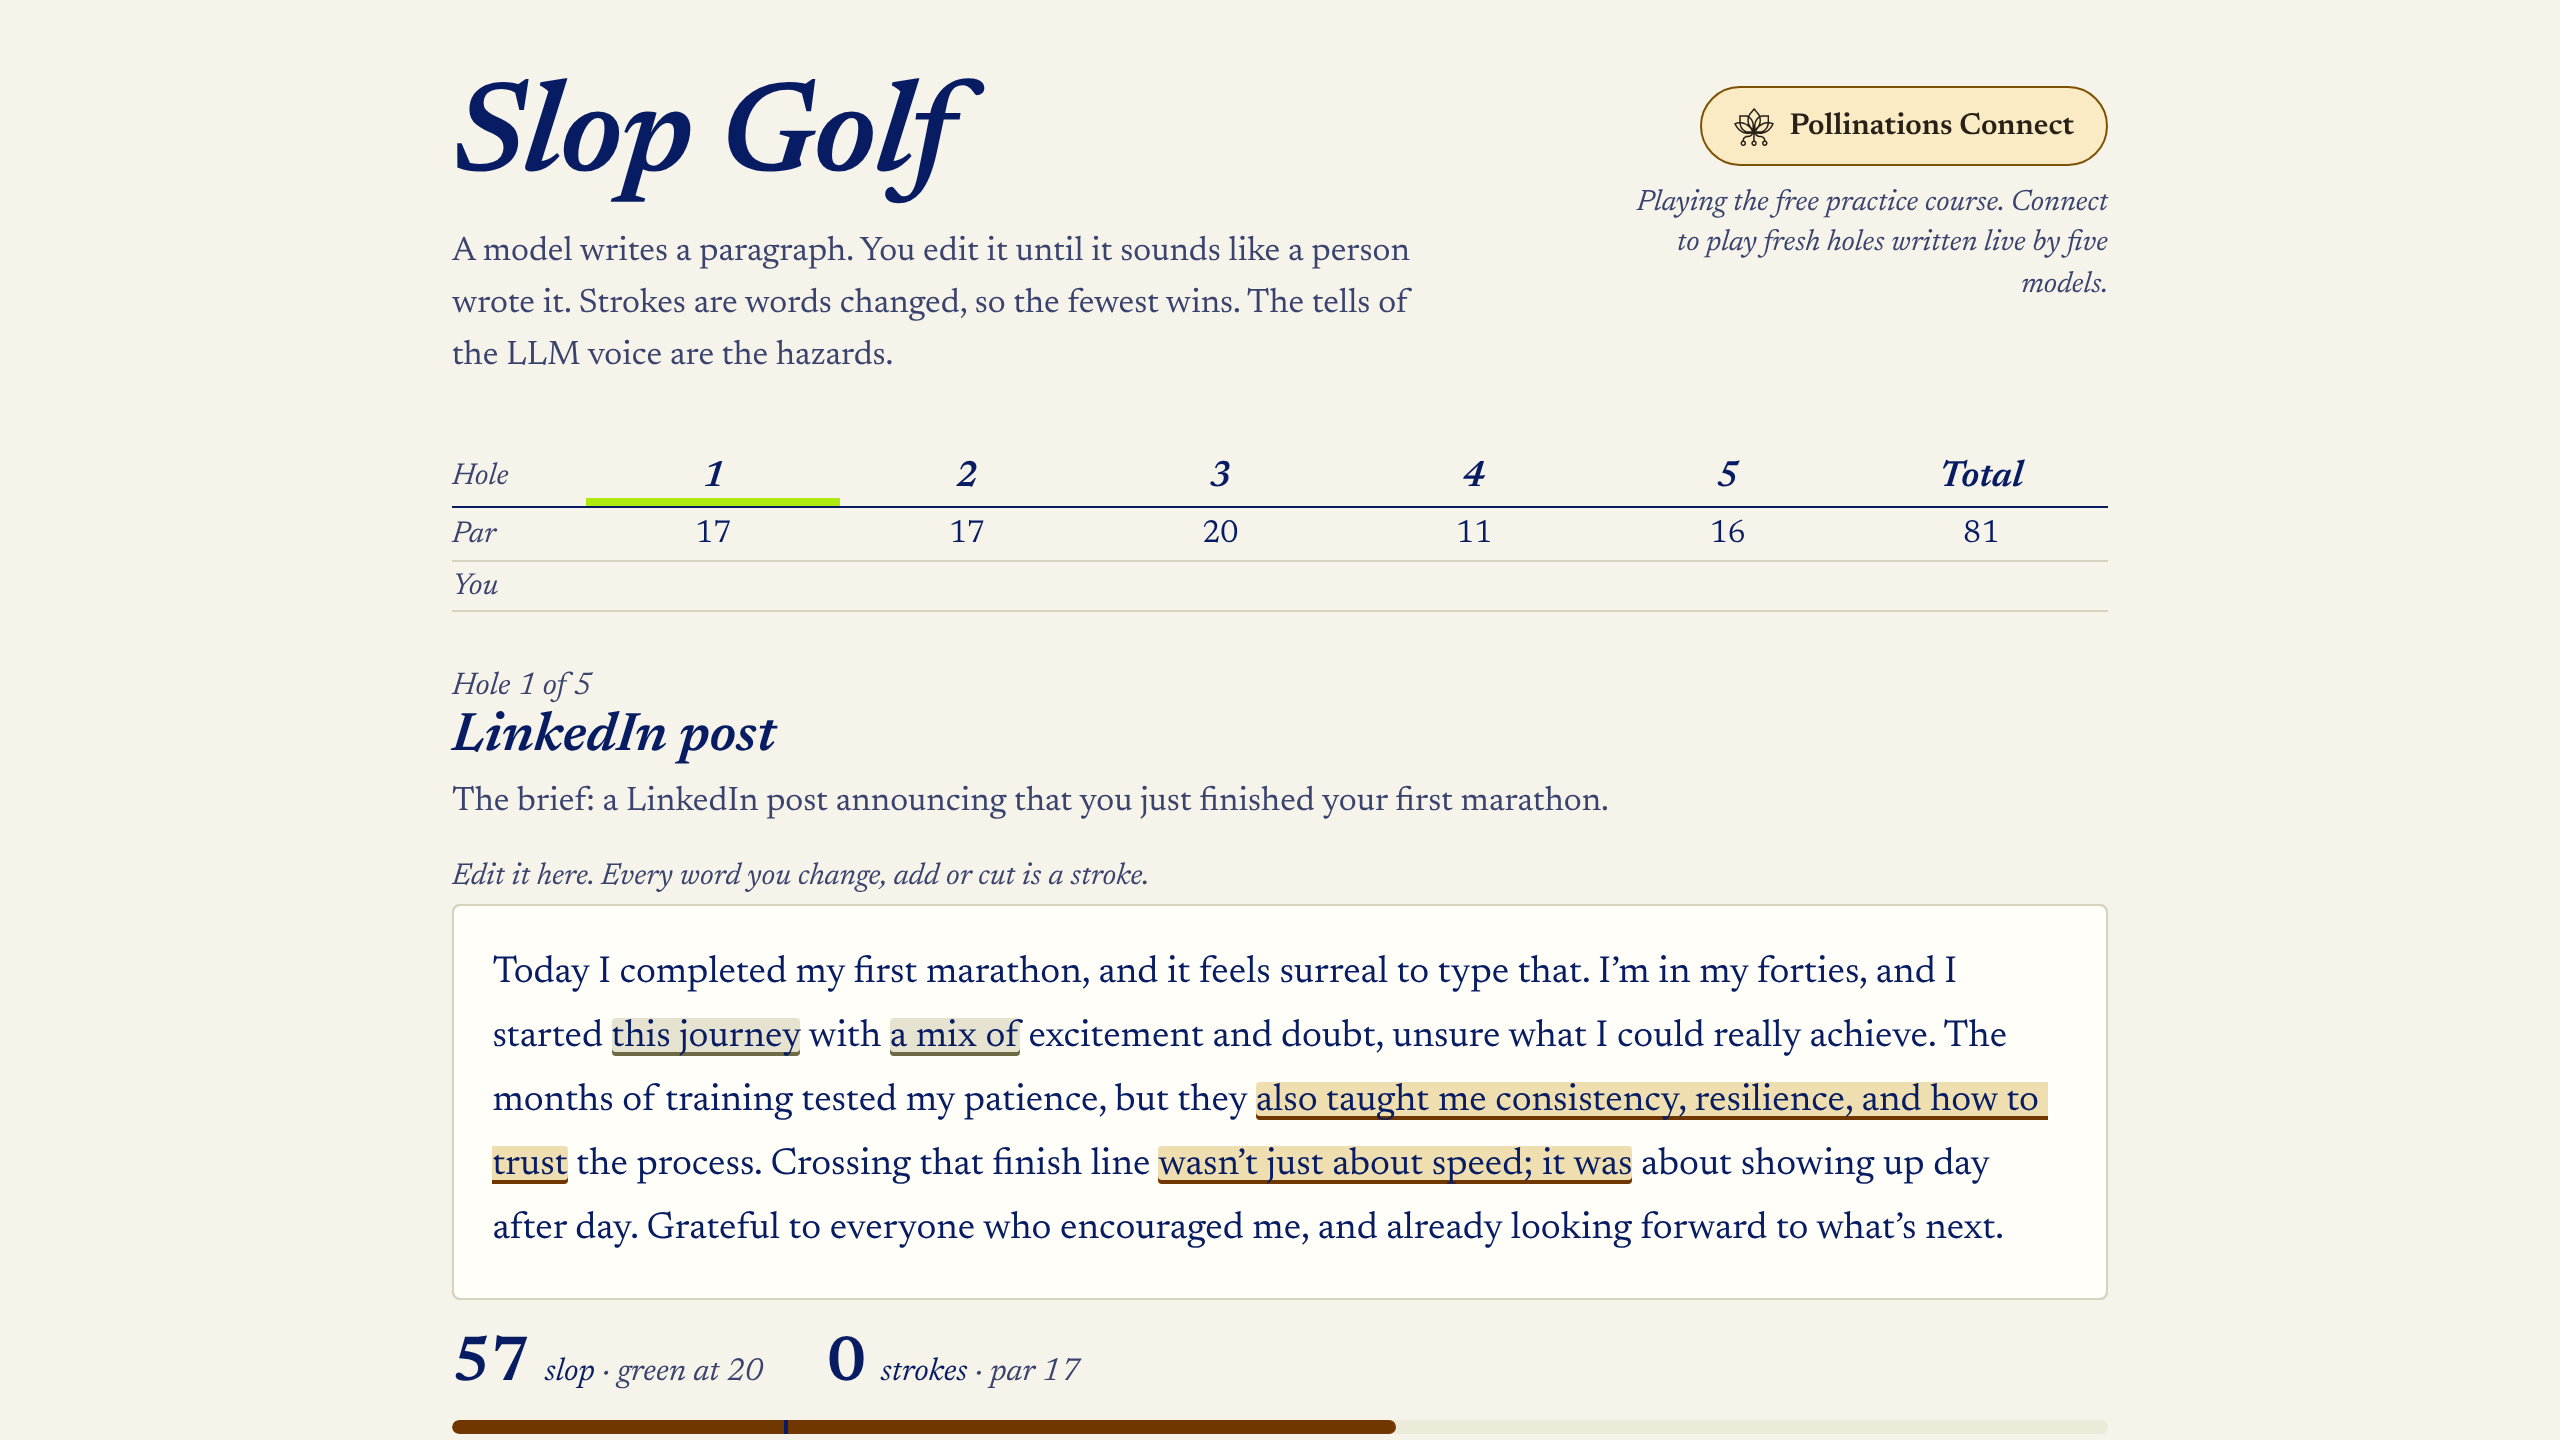 Slop Golf
Pollinations Connect
A model writes a paragraph. You edit it until it sounds like a person
wrote it. Strokes are words changed, so the fewest wins. The tells of
the LLM voice are the hazards.
Playing the free practice course. Connect
to play fresh holes written live by five
models.
Hole 1 2 3 4 5 Total
Par 17 17 20 11 16 81
You
Hole 1 of 5
LinkedIn post
The brief: a LinkedIn post announcing that you just finished your first marathon.
Edit it here. Every word you change, add or cut is a stroke.
Today I completed my first marathon, and it feels surreal to type that. I’m in my forties, and I
started this journey with a mix of excitement and doubt, unsure what I could really achieve. The
months of training tested my patience, but they also taught me consistency, resilience, and how to
trust the process. Crossing that finish line wasn’t just about speed; it was about showing up day
after day. Grateful to everyone who encouraged me, and already looking forward to what’s next.
57 slop · green at 20 0 strokes · par 17